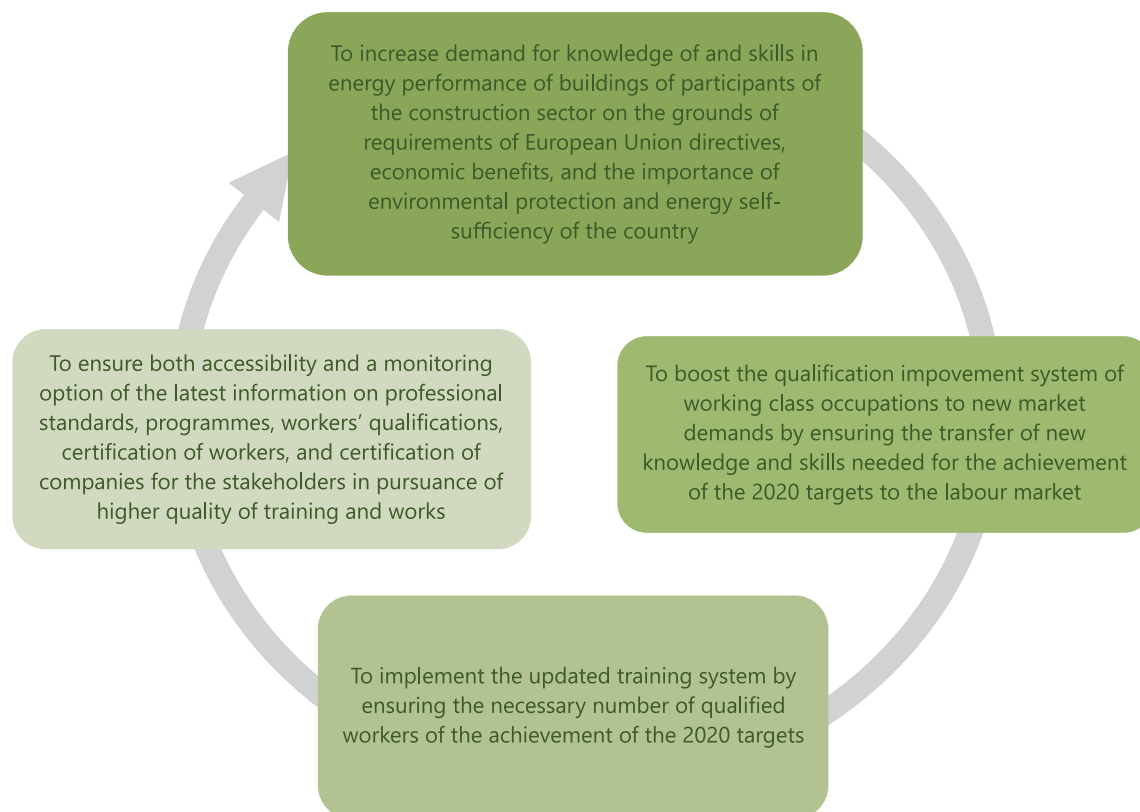 To increase demand for knowledge of and skills in
energy performance of buildings of participants of
the construction sector on the grounds of
requirements of European Union directives,
economic benefits, and the importance of
environmental protection and energy self-
sufficiency of the country
To boost the qualification impovement system of
working class occupations to new market
demands by ensuring the transfer of new
knowledge and skills needed for the achievement
of the 2020 targets to the labour market
To implement the updated training system by
ensuring the necessary number of qualified
workers of the achievement of the 2020 targets
To ensure both accessibility and a monitoring
option of the latest information on professional
standards, programmes, workers’ qualifications,
certification of workers, and certification of
companies for the stakeholders in pursuance of
higher quality of training and works